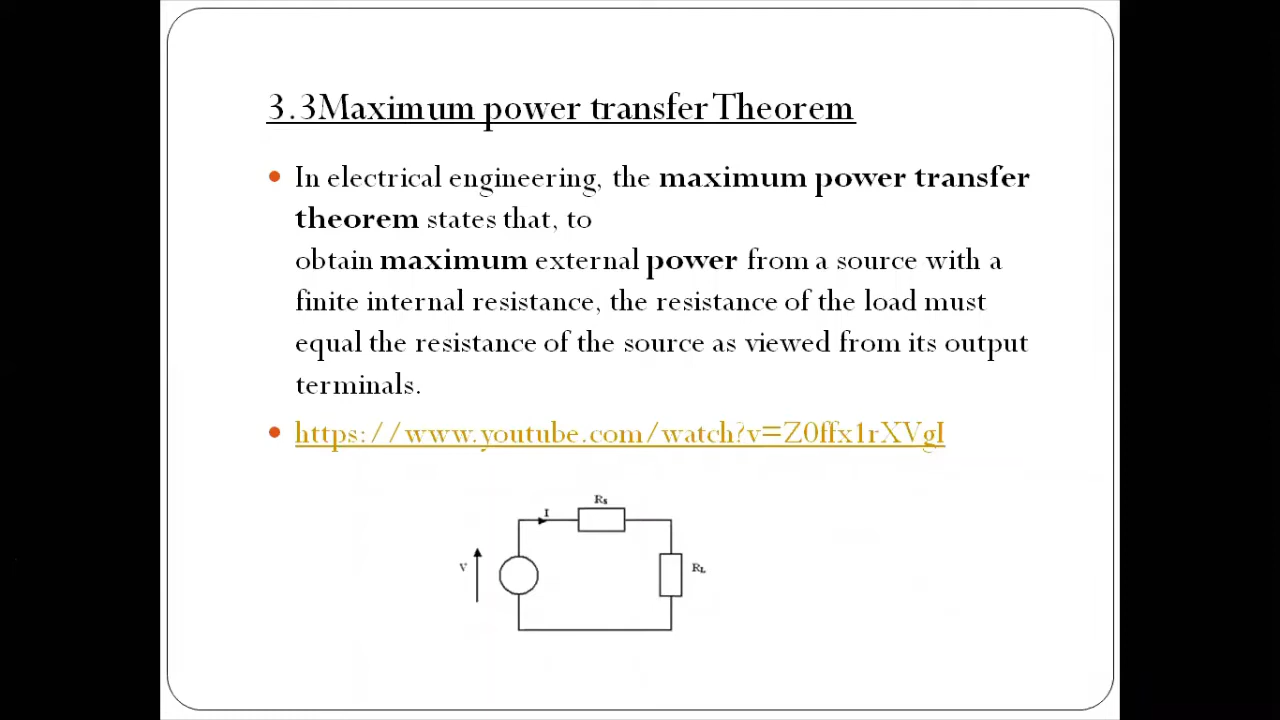 3.3Maximum power transfer Theorem
• In electrical engineering, the maximum power transfer
theorem states that, to
obtain maximum external power from a source with a
finite internal resistance, the resistance of the load must
equal the resistance of the source as viewed from its output
terminals.
• https://www.youtube.com/watch?v=Z0ffx1rXVgI
Rs
I
V
RL